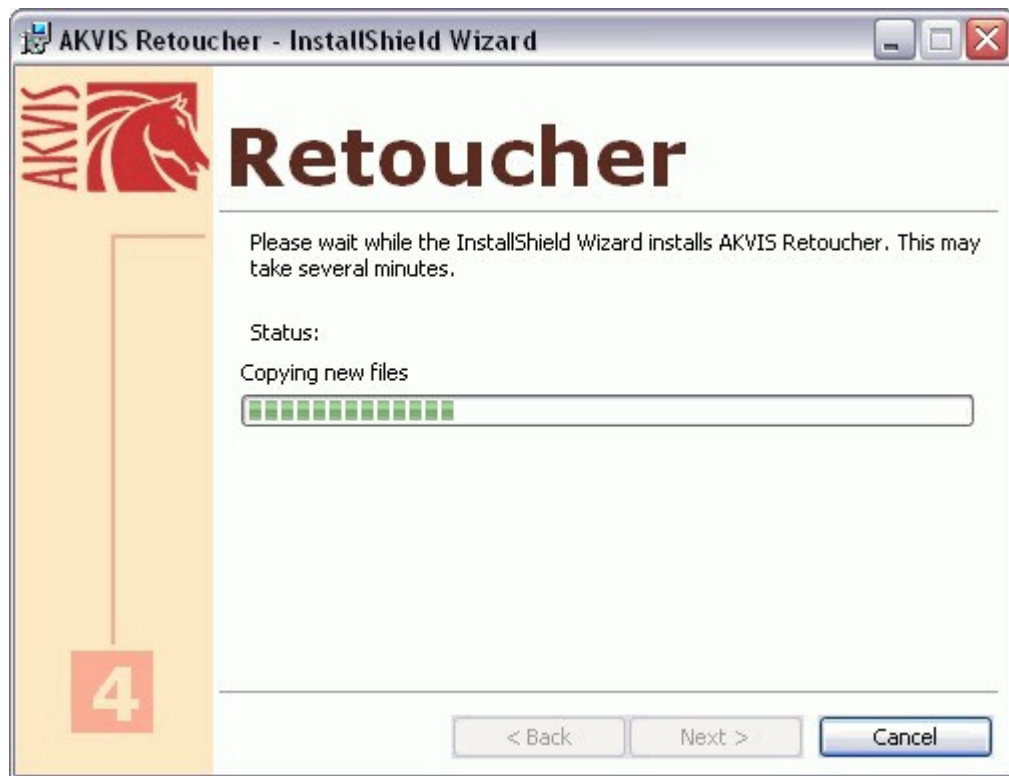 AKVIS Retoucher - InstallShield Wizard
AKVIS
Retoucher
Please wait while the InstallShield Wizard installs AKVIS Retoucher. This may
take several minutes.
Status:
Copying new files
4
< Back
Next >
Cancel